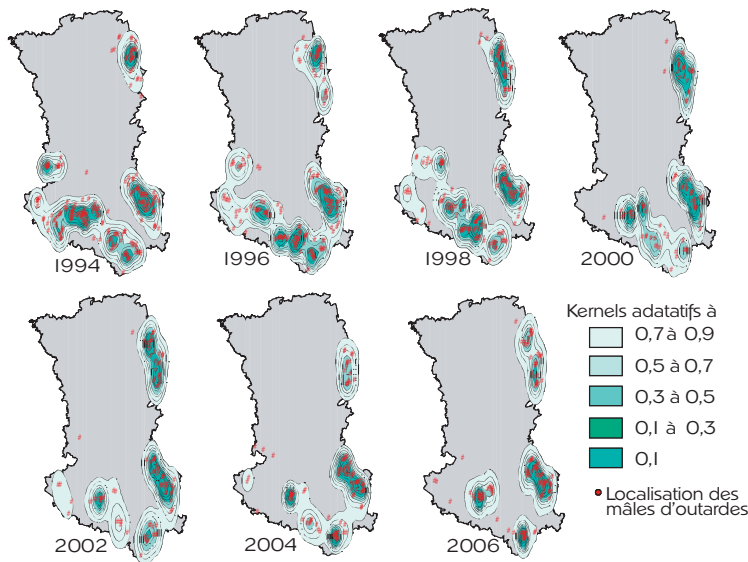 1994
1996
1998
2000
2002
2004
2006
Kernels adatatifs à
0,7 à 0,9
0,5 à 0,7
0,3 à 0,5
0,1 à 0,3
0,1
Localisation des
mâles d'outardes